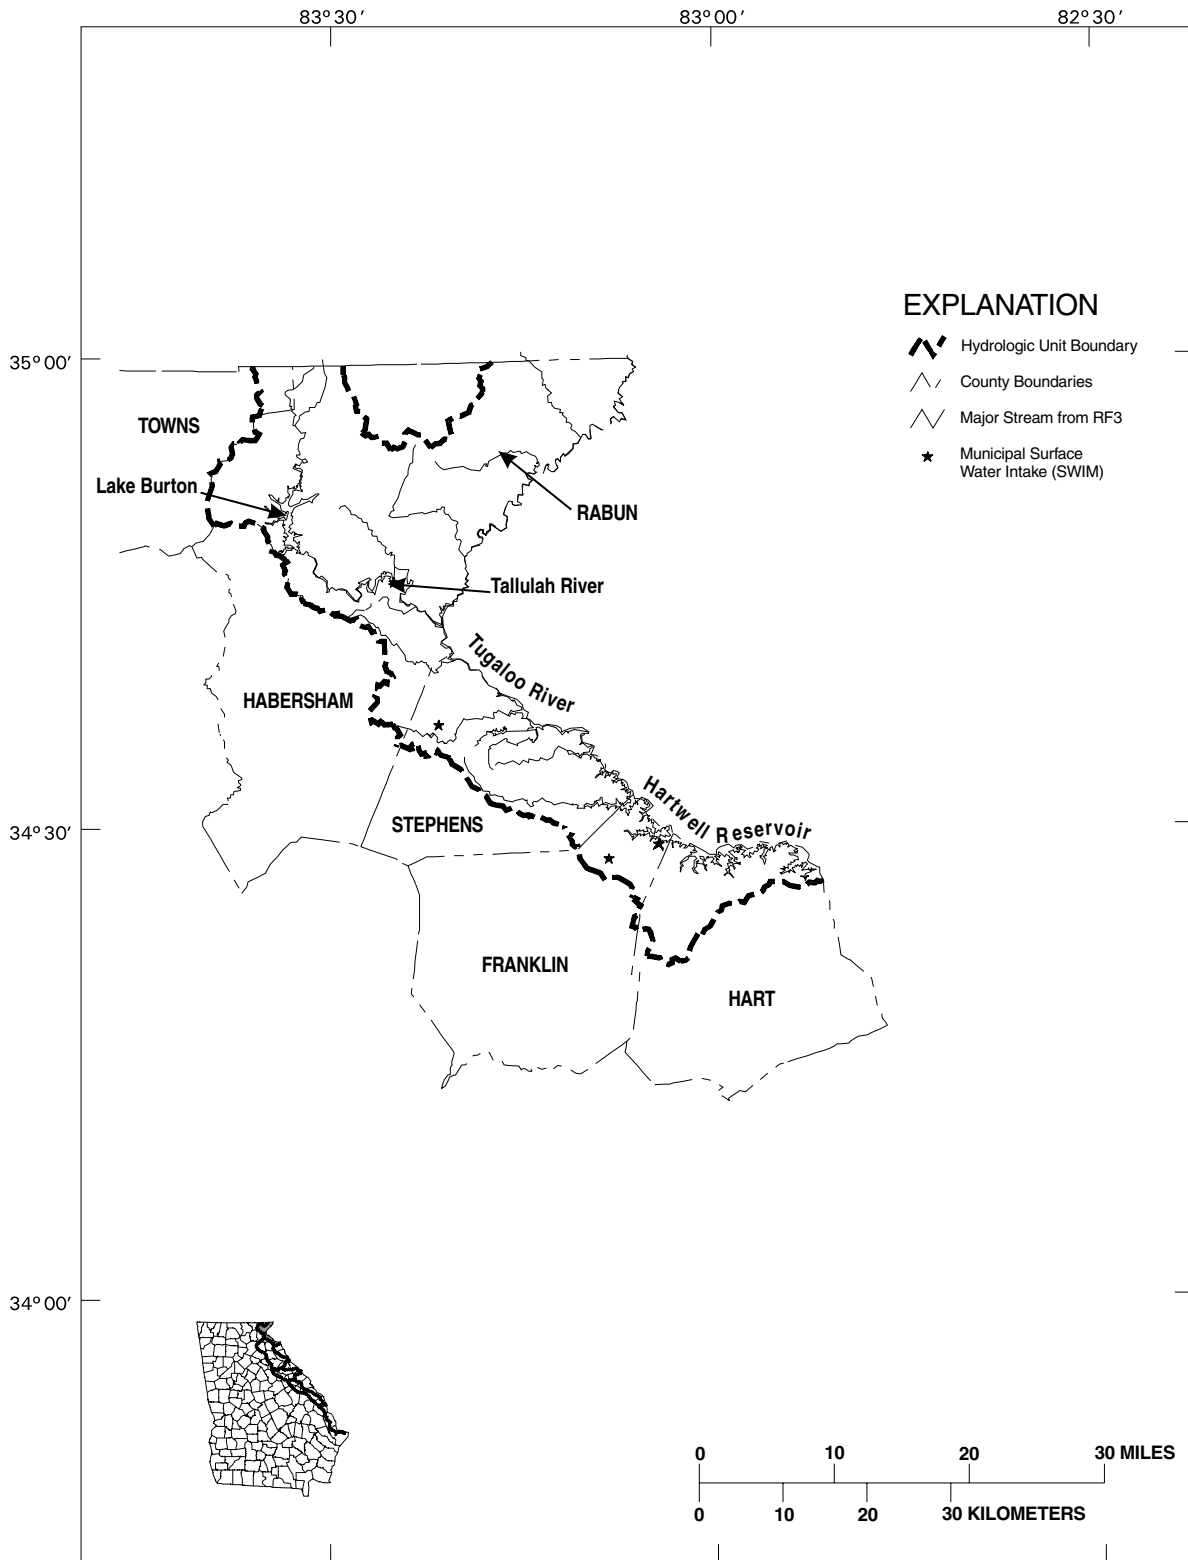 83° 30′ 83° 00′ 82° 30′
EXPLANATION
Hydrologic Unit Boundary
County Boundaries
Major Stream from RF3
Municipal Surface
Water Intake (SWIM)
35° 00′
TOWNS
Lake Burton
RABUN
Tallulah River
Tugaloo River
HABERSHAM
Hartwell Reservoir
34° 30′
STEPHENS
FRANKLIN
HART
34° 00′
0 10 20 30 MILES
0 10 20 30 KILOMETERS